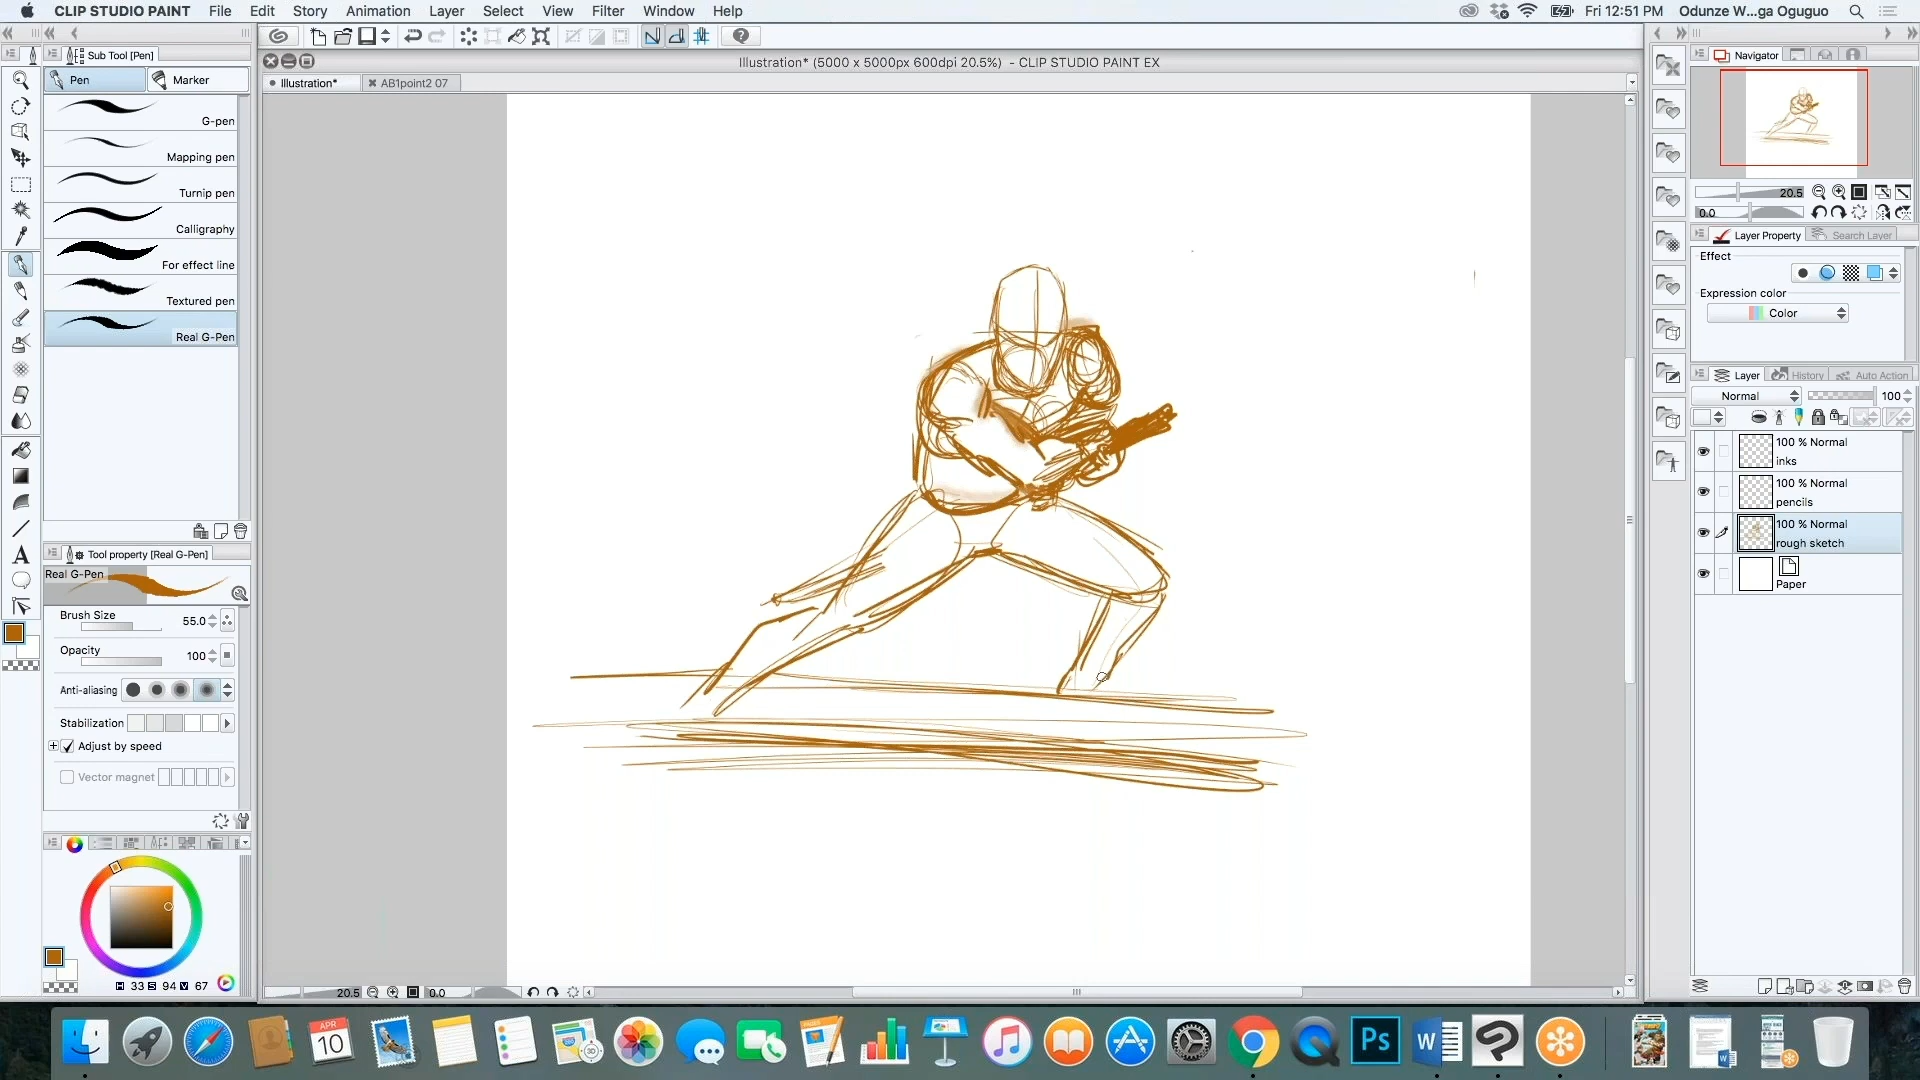 CLIP STUDIO PAINT File Edit Story Animation Layer Select View Filter Window Help Fri 12:51 PM Odunze W...ga Oguguo
Sub Tool [Pen]
Pen Marker
G-pen
Mapping pen
Turnip pen
Calligraphy
For effect line
Textured pen
Real G-Pen
Tool property [Real G-Pen]
Real G-Pen
Brush Size 55.0
Opacity 100
Anti-aliasing
Stabilization
Adjust by speed
Vector magnet
H 33 S 94 V 67
Illustration* (5000 x 5000px 600dpi 20.5%) - CLIP STUDIO PAINT EX
Illustration* AB1point2 07
20.5 0.0
Navigator
20.5
0.0
Layer Property Search Layer
Effect
Expression color
Color
Layer History Auto Action
Normal 100
100 % Normal
inks
100 % Normal
pencils
100 % Normal
rough sketch
Paper
APR
10
3D
PAGES
Ps
W